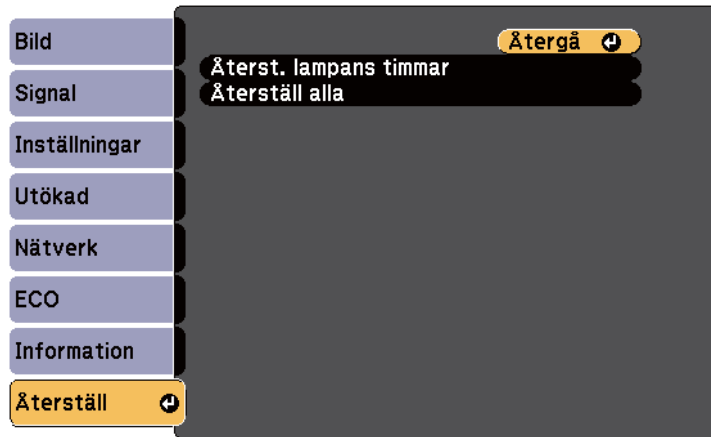 Bild
Signal
Inställningar
Utökad
Nätverk
ECO
Information
Återställ
Återgå
Återst. lampans timmar
Återställ alla